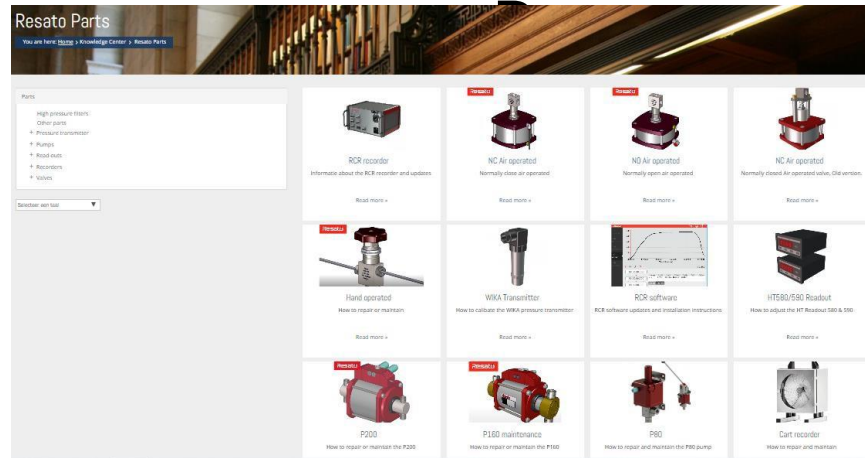 Resato Parts
You are here: Home > Knowledge Center > Resato Parts
Parts
High pressure filters
Other parts
+ Pressure transmitter
+ Pumps
+ Read outs
+ Recorders
+ Valves
Selecteer een taal ▼
RCR recorder
Informatie about the RCR recorder and updates
Read more »
Resato
NC Air operated
Normally close air operated
Read more »
Resato
NO Air operated
Normally open air operated
Read more »
NC Air operated
Normally closed Air operated valve, Old version.
Read more »
Resato
Hand operated
How to repair or maintain
Read more »
WIKA Transmitter
How to calibate the WIKA pressure transmitter
Read more »
RCR software
RCR software updates and installation instructions
Read more »
HT580/590 Readout
How to adjust the HT Readout 580 & 590
Read more »
Resato
P200
How to repair or maintain the P200
Resato
P160 maintenance
How to repair or maintain the P160
P80
How to repair and maintain the P80 pump
Cart recorder
How to repair and maintain